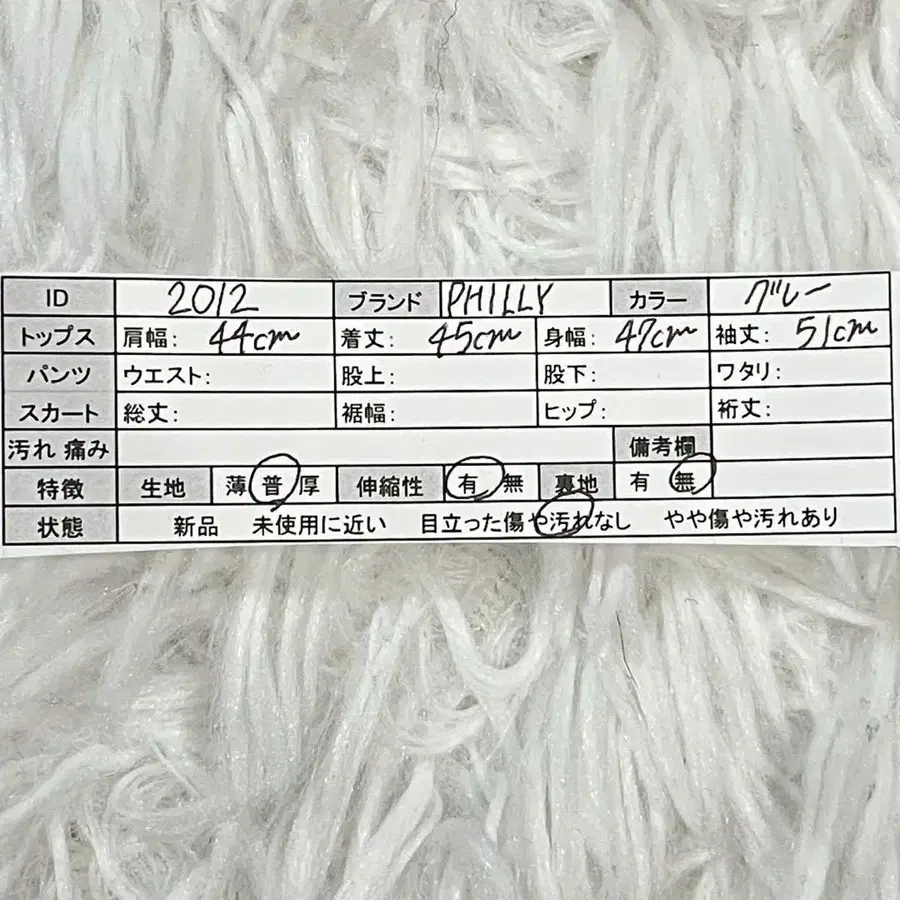 ID 2012 ブランド PHILLY カラー グレー
トップス 肩幅: 44cm 着丈: 45cm 身幅: 47cm 袖丈: 51cm
パンツ ウエスト: 股上: 股下: ワタリ:
スカート 総丈: 裾幅: ヒップ: 裄丈:
汚れ 痛み 備考欄
特徴 生地 薄 普 厚 伸縮性 有 無 裏地 有 無
状態 新品 未使用に近い 目立った傷や汚れなし やや傷や汚れあり